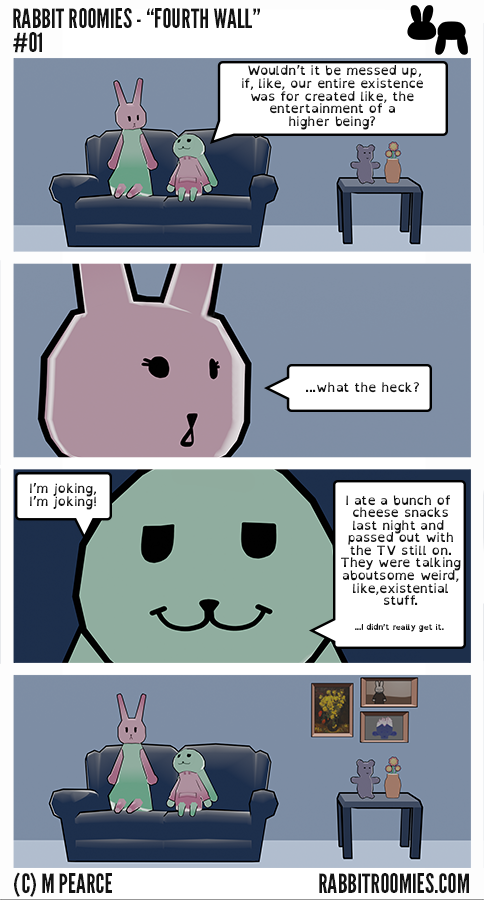 RABBIT ROOMIES - “FOURTH WALL”
#01
Wouldn't it be messed up,
if, like, our entire existence
was for created like, the
entertainment of a
higher being?
...what the heck?
I'm joking,
I'm joking!
I ate a bunch of
cheese snacks
last night and
passed out with
the TV still on.
They were talking
aboutsome weird,
like,existential
stuff.
...I didn't really get it.
(C) M PEARCE
RABBITROOMIES.COM